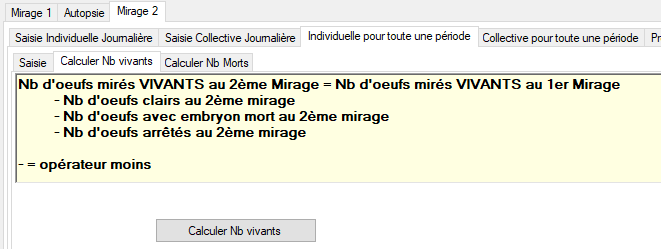 Mirage 1 Autopsie Mirage 2
Saisie Individuelle Journalière Saisie Collective Journalière Individuelle pour toute une période Collective pour toute une période Pr
Saisie Calculer Nb vivants Calculer Nb Morts
Nb d'oeufs mirés VIVANTS au 2ème Mirage = Nb d'oeufs mirés VIVANTS au 1er Mirage
- Nb d'oeufs clairs au 2ème mirage
- Nb d'oeufs avec embryon mort au 2ème mirage
- Nb d'oeufs arrêtés au 2ème mirage
- = opérateur moins
Calculer Nb vivants